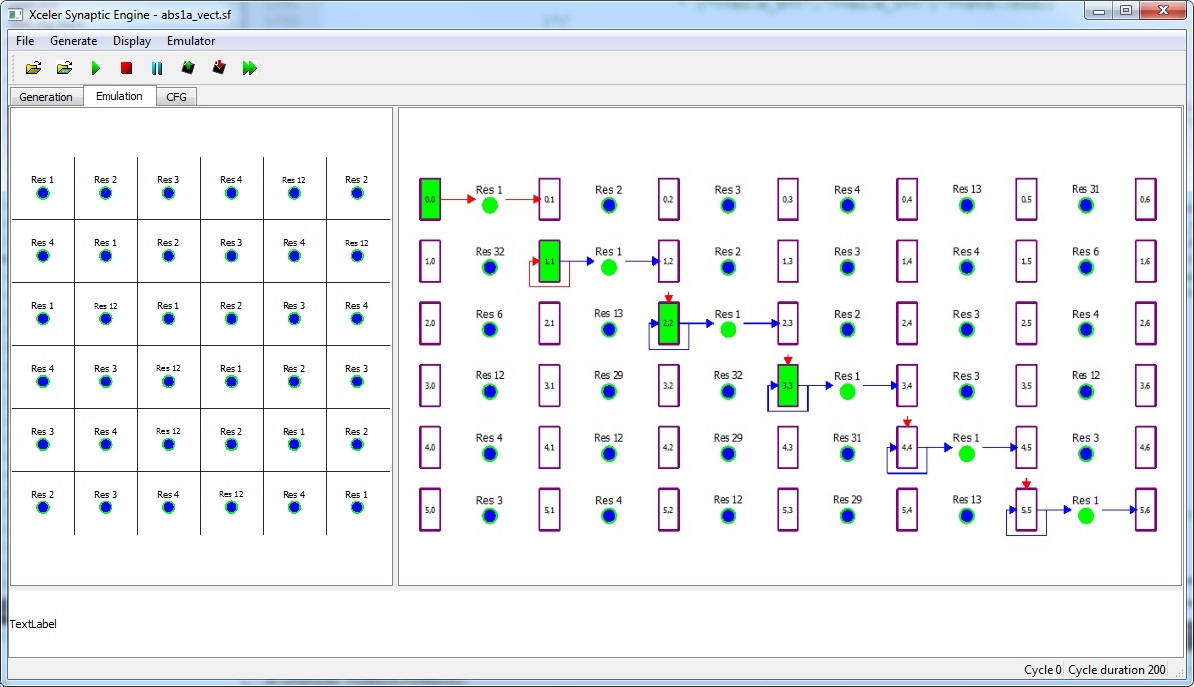 Xceler Synaptic Engine - abs1a_vect.sf
File Generate Display Emulator
Generation Emulation CFG
Res 1 Res 2 Res 3 Res 4 Res 12 Res 2
Res 4 Res 1 Res 2 Res 3 Res 4 Res 12
Res 1 Res 12 Res 1 Res 2 Res 3 Res 4
Res 4 Res 3 Res 12 Res 1 Res 2 Res 3
Res 3 Res 4 Res 12 Res 2 Res 1 Res 2
Res 2 Res 3 Res 4 Res 12 Res 4 Res 1
Res 1 Res 2 Res 3 Res 4 Res 13 Res 31
0,0 0,1 0,2 0,3 0,4 0,5 0,6
Res 32 Res 1 Res 2 Res 3 Res 4 Res 6
1,0 1,1 1,2 1,3 1,4 1,5 1,6
Res 6 Res 13 Res 1 Res 2 Res 3 Res 4
2,0 2,1 2,2 2,3 2,4 2,5 2,6
Res 12 Res 29 Res 32 Res 1 Res 3 Res 12
3,0 3,1 3,2 3,3 3,4 3,5 3,6
Res 4 Res 12 Res 29 Res 31 Res 1 Res 3
4,0 4,1 4,2 4,3 4,4 4,5 4,6
Res 3 Res 4 Res 12 Res 29 Res 13 Res 1
5,0 5,1 5,2 5,3 5,4 5,5 5,6
TextLabel
Cycle 0 Cycle duration 200